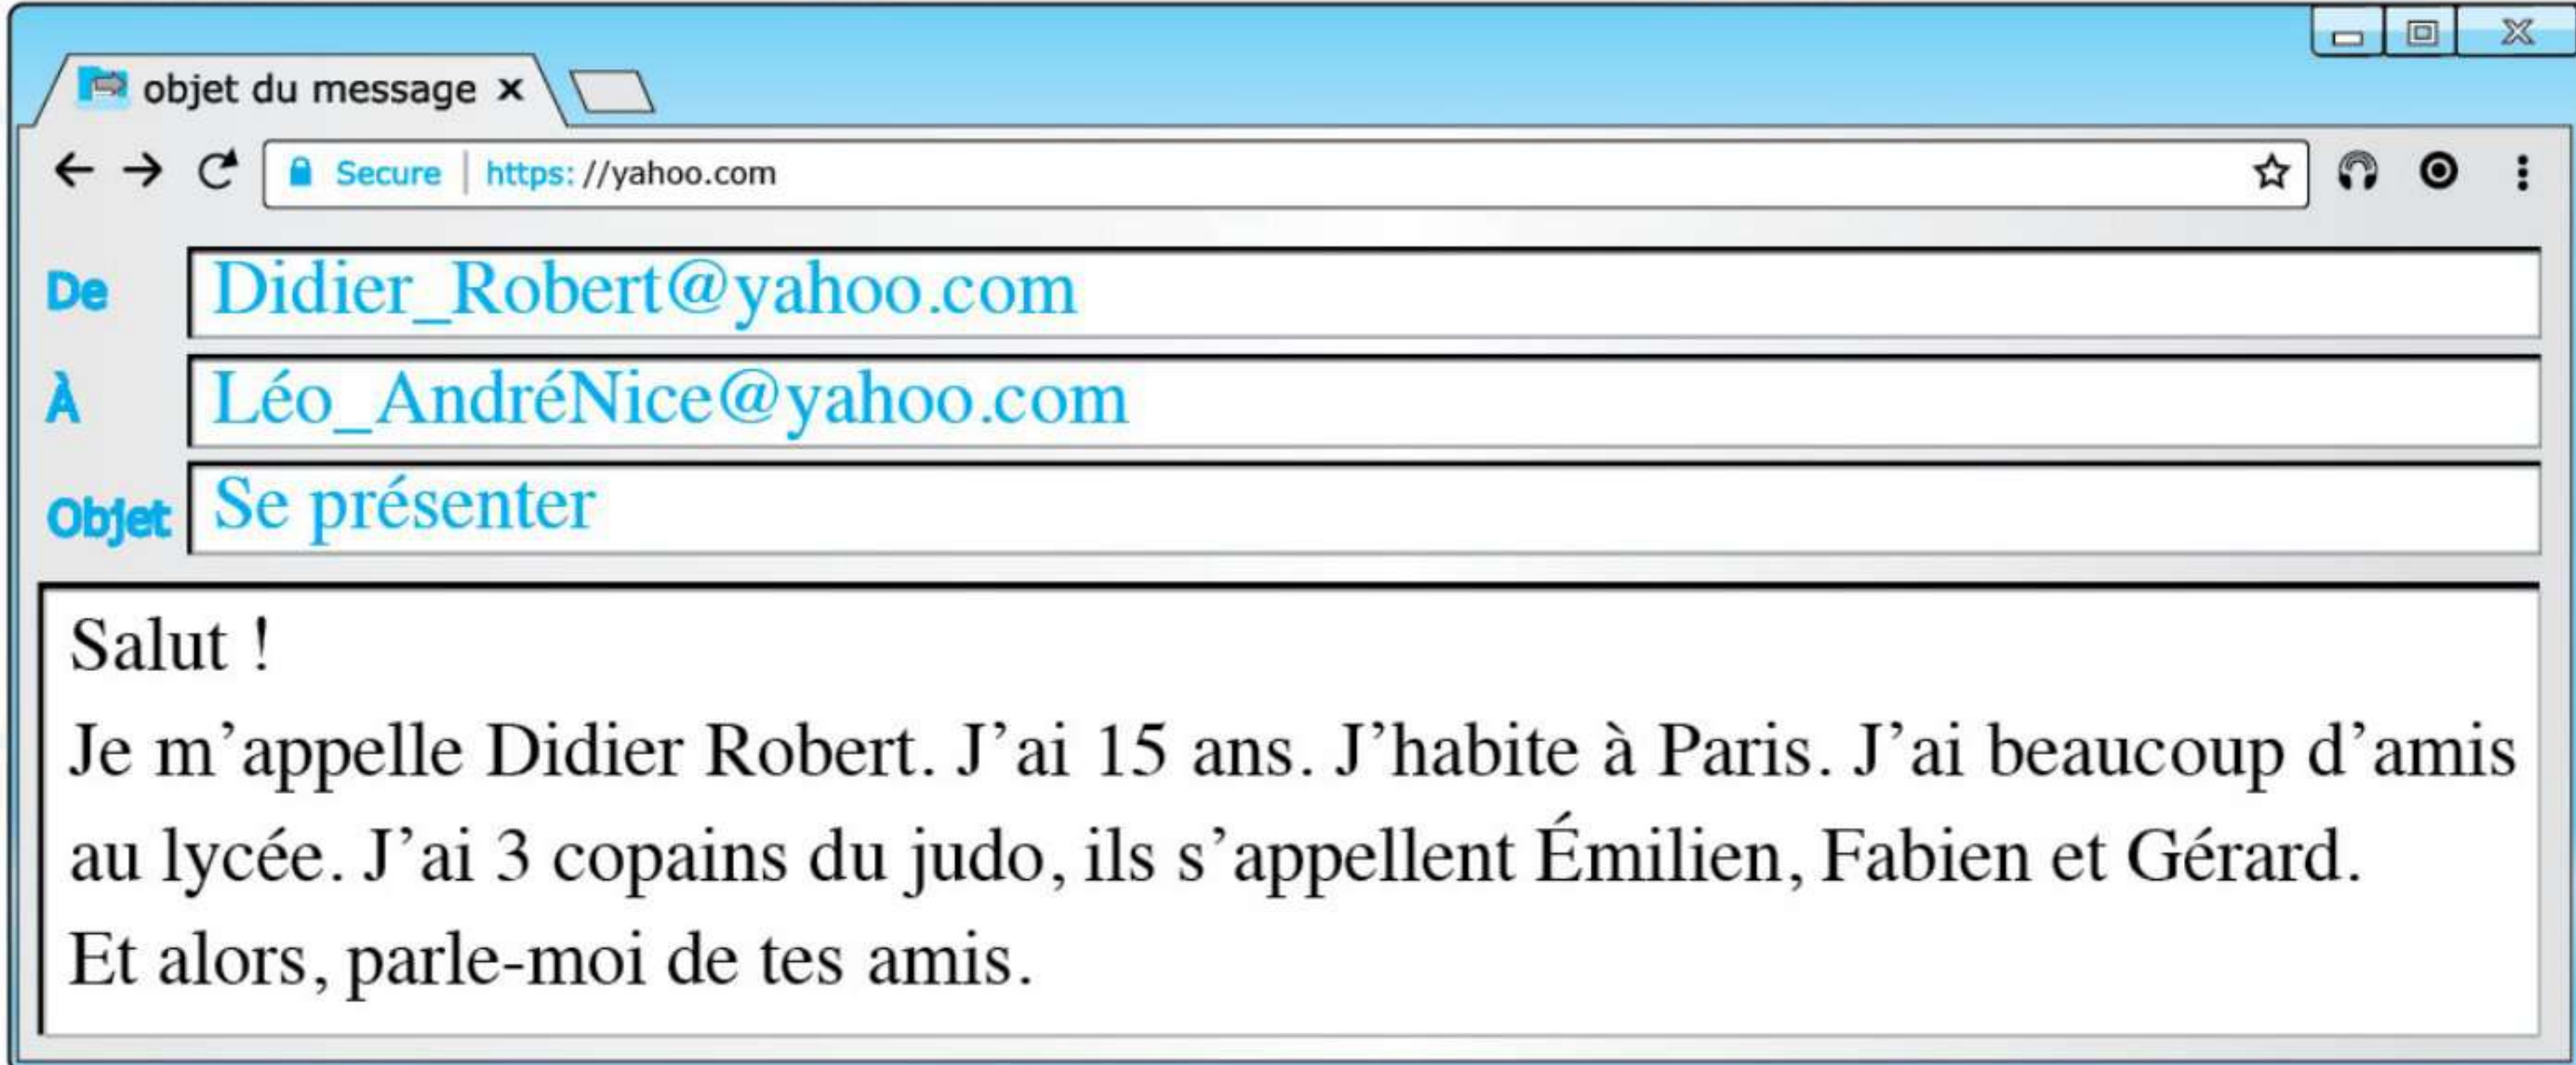 objet du message x
Secure | https://yahoo.com
De Didier_Robert@yahoo.com
À Léo_AndréNice@yahoo.com
Objet Se présenter
Salut !
Je m’appelle Didier Robert. J’ai 15 ans. J’habite à Paris. J’ai beaucoup d’amis
au lycée. J’ai 3 copains du judo, ils s’appellent Émilien, Fabien et Gérard.
Et alors, parle-moi de tes amis.